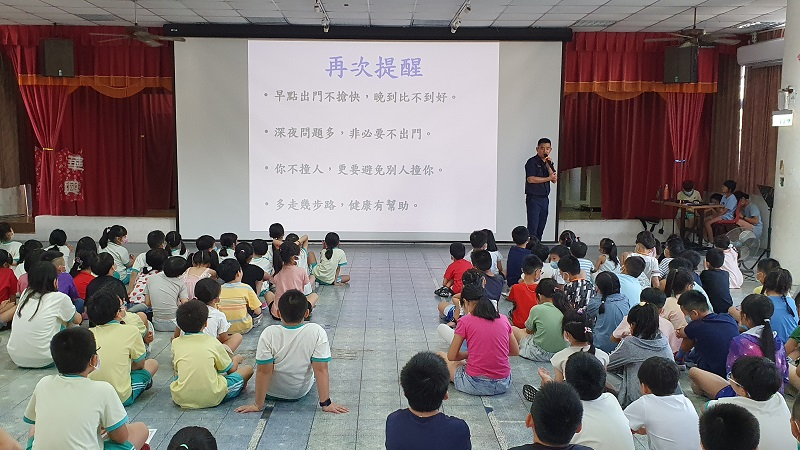 再次提醒
• 早點出門不搶快，晚到比不到好。
• 深夜問題多，非必要不出門。
• 你不撞人，更要避免別人撞你。
• 多走幾步路，健康有幫助。
華興